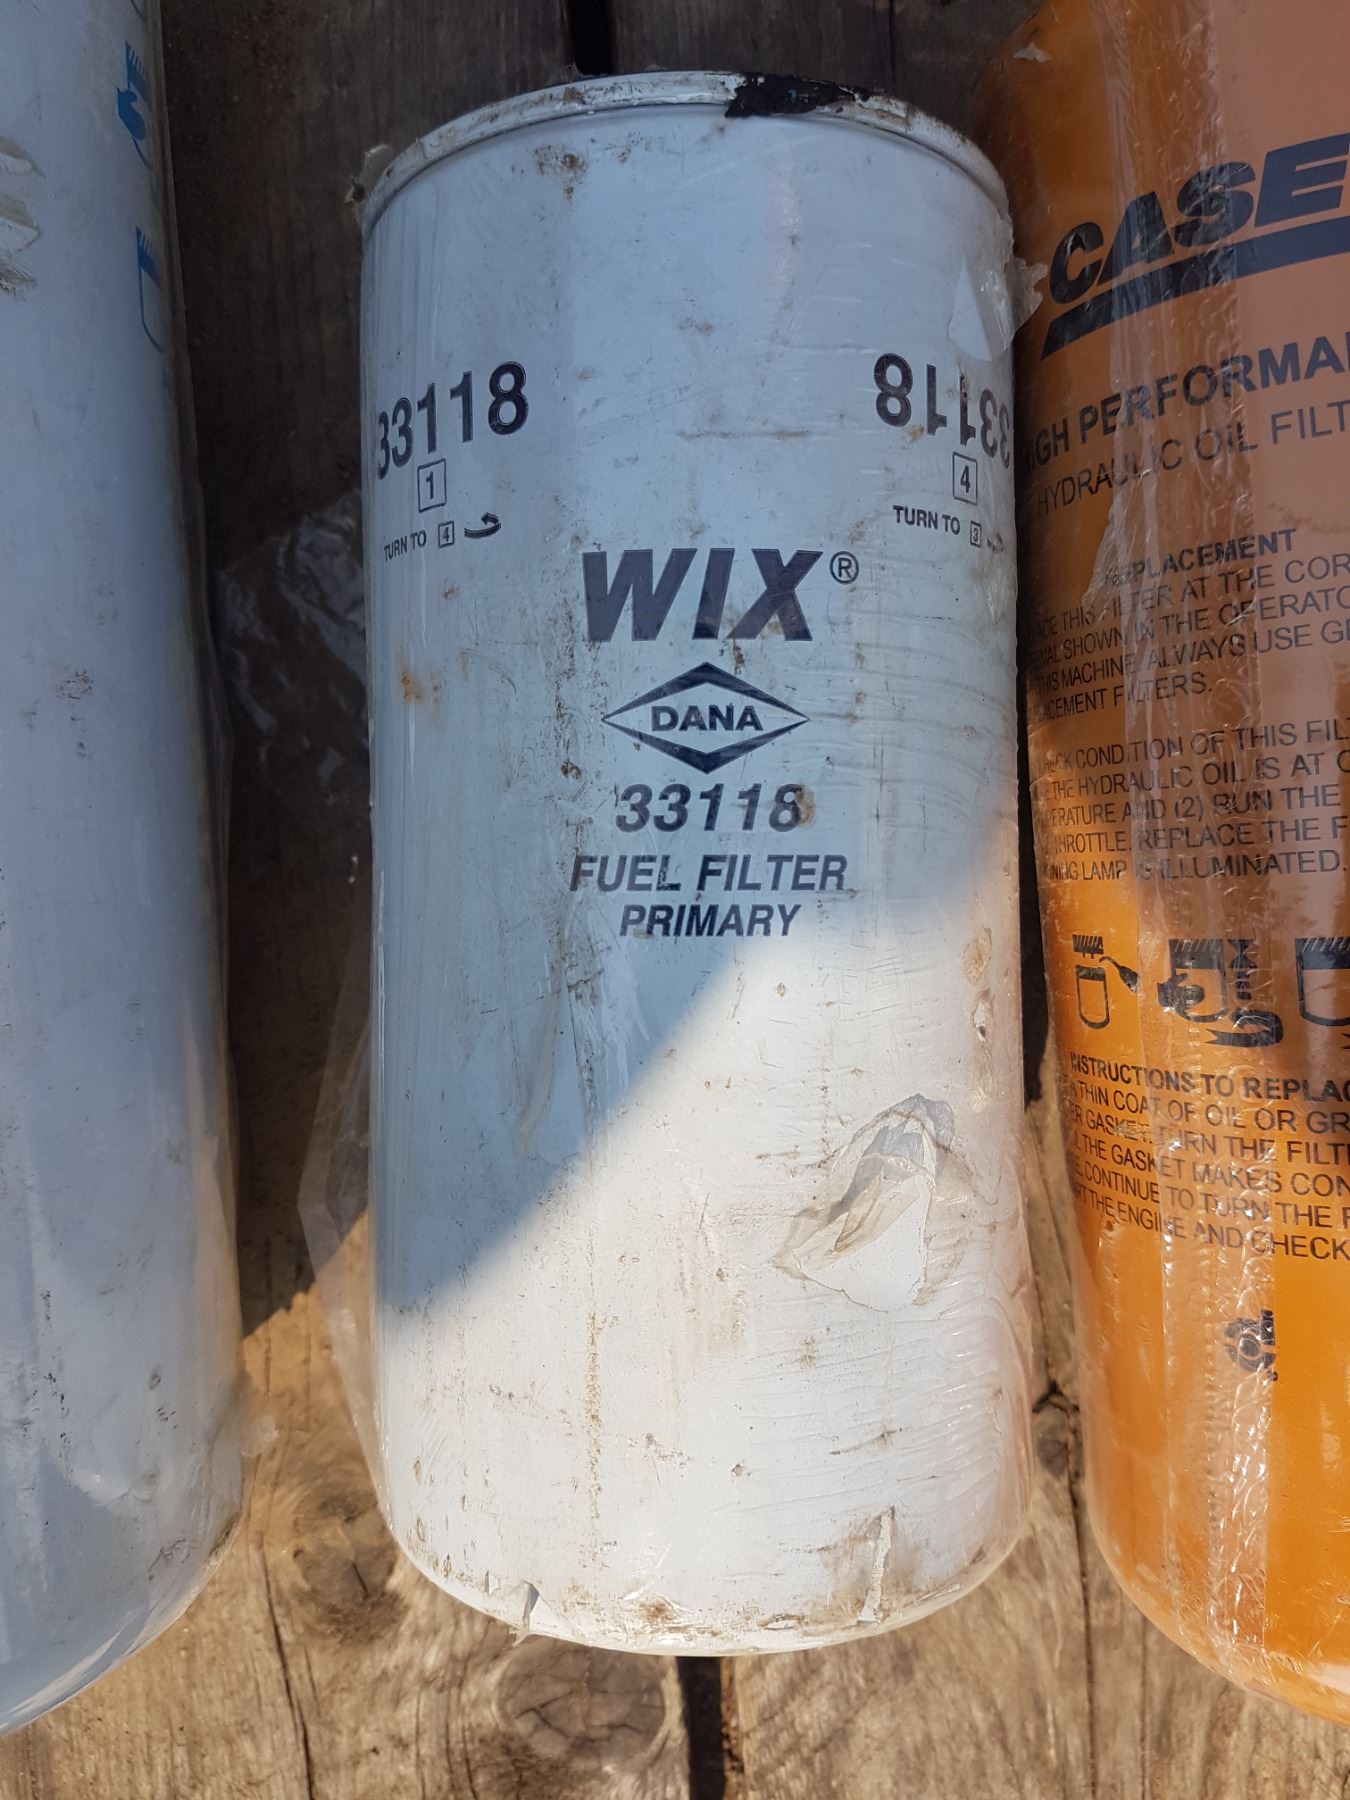 33118
1
TURN TO 4
33118
4
TURN TO 3
WIX®
DANA
33118
FUEL FILTER
PRIMARY
CASE
HIGH PERFORMA
HYDRAULIC OIL FILT
REPLACEMENT
THIS FILTER AT THE COR
SHOWN IN THE OPERATO
THIS MACHINE. ALWAYS USE GE
FILTERS.
CONDITION OF THIS FIL
THE HYDRAULIC OIL IS AT O
AND (2) RUN THE
THROTTLE. REPLACE THE F
LAMP IS ILLUMINATED.
INSTRUCTIONS TO REPLAC
A THIN COAT OF OIL OR GR
GASKET. TURN THE FILT
THE GASKET MAKES CON
CONTINUE TO TURN THE F
THE ENGINE AND CHECK